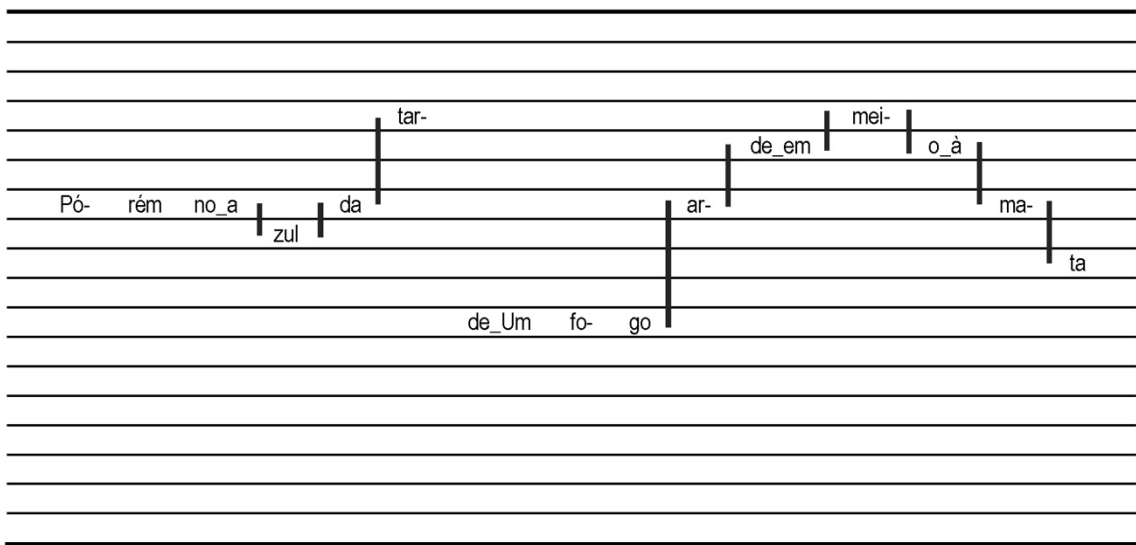 tar-
mei-
de_em
o_à
Pó- rém no_a
da
ar-
ma-
zul
ta
de_Um fo- go